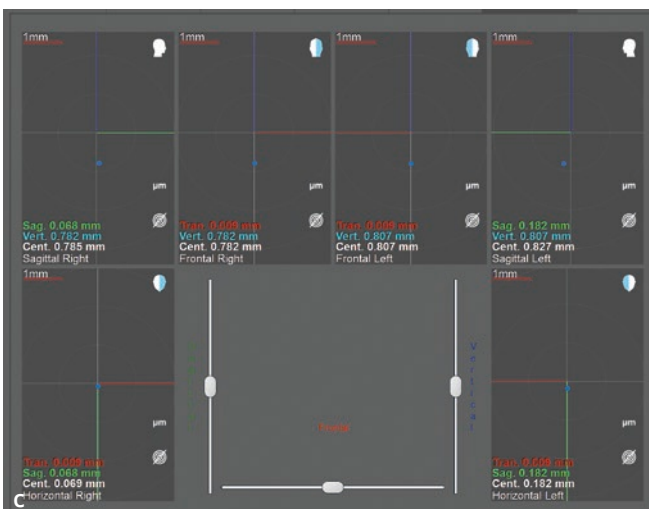 1mm
1mm
1mm
1mm
µm
µm
µm
µm
Sag. 0.068 mm
Vert. 0.782 mm
Cent. 0.785 mm
Sagittal Right
Tran. 0.009 mm
Vert. 0.782 mm
Cent. 0.782 mm
Frontal Right
Tran. 0.009 mm
Vert. 0.807 mm
Cent. 0.807 mm
Frontal Left
Sag. 0.182 mm
Vert. 0.807 mm
Cent. 0.827 mm
Sagittal Left
1mm
1mm
Vertical
µm
µm
Tran. 0.009 mm
Sag. 0.068 mm
Cent. 0.069 mm
Horizontal Right
Tran. 0.009 mm
Sag. 0.182 mm
Cent. 0.182 mm
Horizontal Left
C